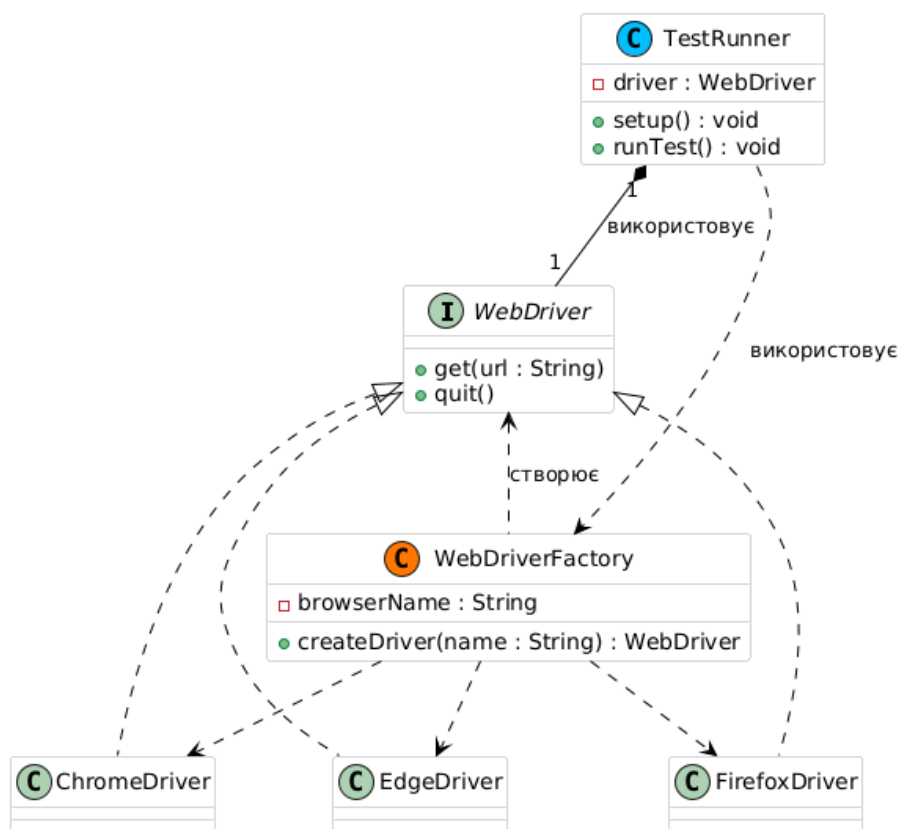 C TestRunner
driver : WebDriver
setup() : void
runTest() : void
1
використовує
1
I WebDriver
get(url : String)
quit()
використовує
створює
C WebDriverFactory
browserName : String
createDriver(name : String) : WebDriver
C ChromeDriver
C EdgeDriver
C FirefoxDriver